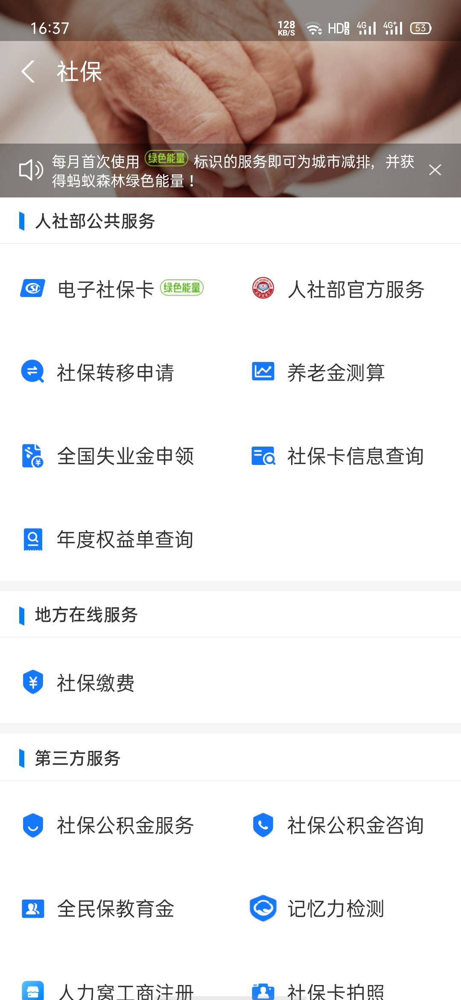 16:37
128 KB/S HD 1 2 4G 4G+ 53
社保
每月首次使用 绿色能量 标识的服务即可为城市减排，并获
得蚂蚁森林绿色能量！
人社部公共服务
电子社保卡 绿色能量
人社部官方服务
社保转移申请
养老金测算
全国失业金申领
社保卡信息查询
年度权益单查询
地方在线服务
社保缴费
第三方服务
社保公积金服务
社保公积金咨询
全民保教育金
记忆力检测
人力窝工商注册
社保卡拍照